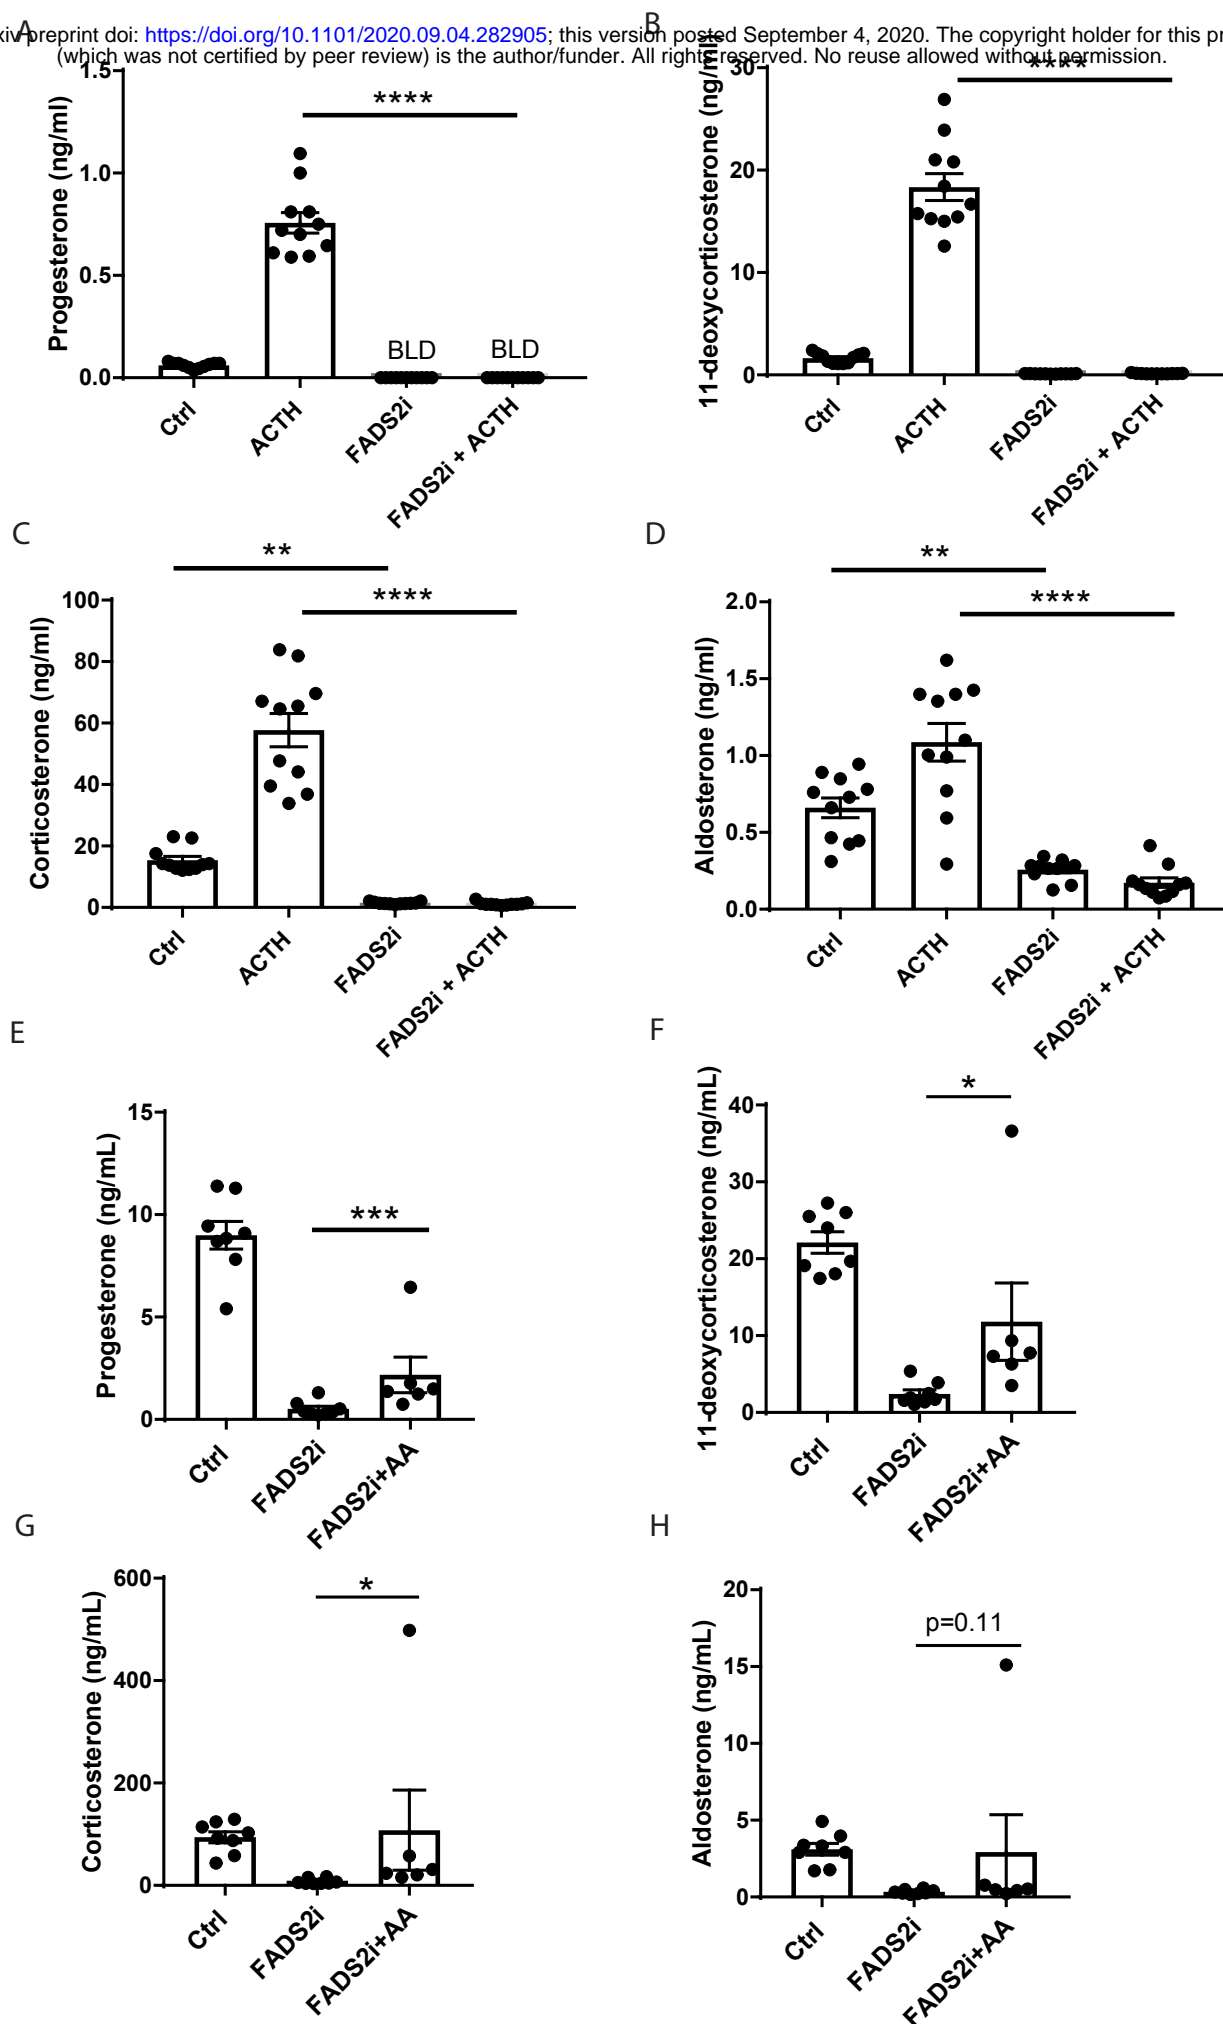 A
B
xiv preprint doi: https://doi.org/10.1101/2020.09.04.282905; this version posted September 4, 2020. The copyright holder for this pr
(which was not certified by peer review) is the author/funder. All rights reserved. No reuse allowed without permission.
Progesterone (ng/ml)
1.5
1.0
0.5
0.0
****
BLD
BLD
Ctrl
ACTH
FADS2i
FADS2i + ACTH
11-deoxycorticosterone (ng/ml)
30
20
10
0
****
Ctrl
ACTH
FADS2i
FADS2i + ACTH
C
**
****
Corticosterone (ng/ml)
100
80
60
40
20
0
Ctrl
ACTH
FADS2i
FADS2i + ACTH
D
**
****
Aldosterone (ng/ml)
2.0
1.5
1.0
0.5
0.0
Ctrl
ACTH
FADS2i
FADS2i + ACTH
E
Progesterone (ng/mL)
15
10
5
0
***
Ctrl
FADS2i
FADS2i+AA
F
11-deoxycorticosterone (ng/mL)
40
30
20
10
0
*
Ctrl
FADS2i
FADS2i+AA
G
Corticosterone (ng/mL)
600
400
200
0
*
Ctrl
FADS2i
FADS2i+AA
H
Aldosterone (ng/mL)
20
15
10
5
0
p=0.11
Ctrl
FADS2i
FADS2i+AA